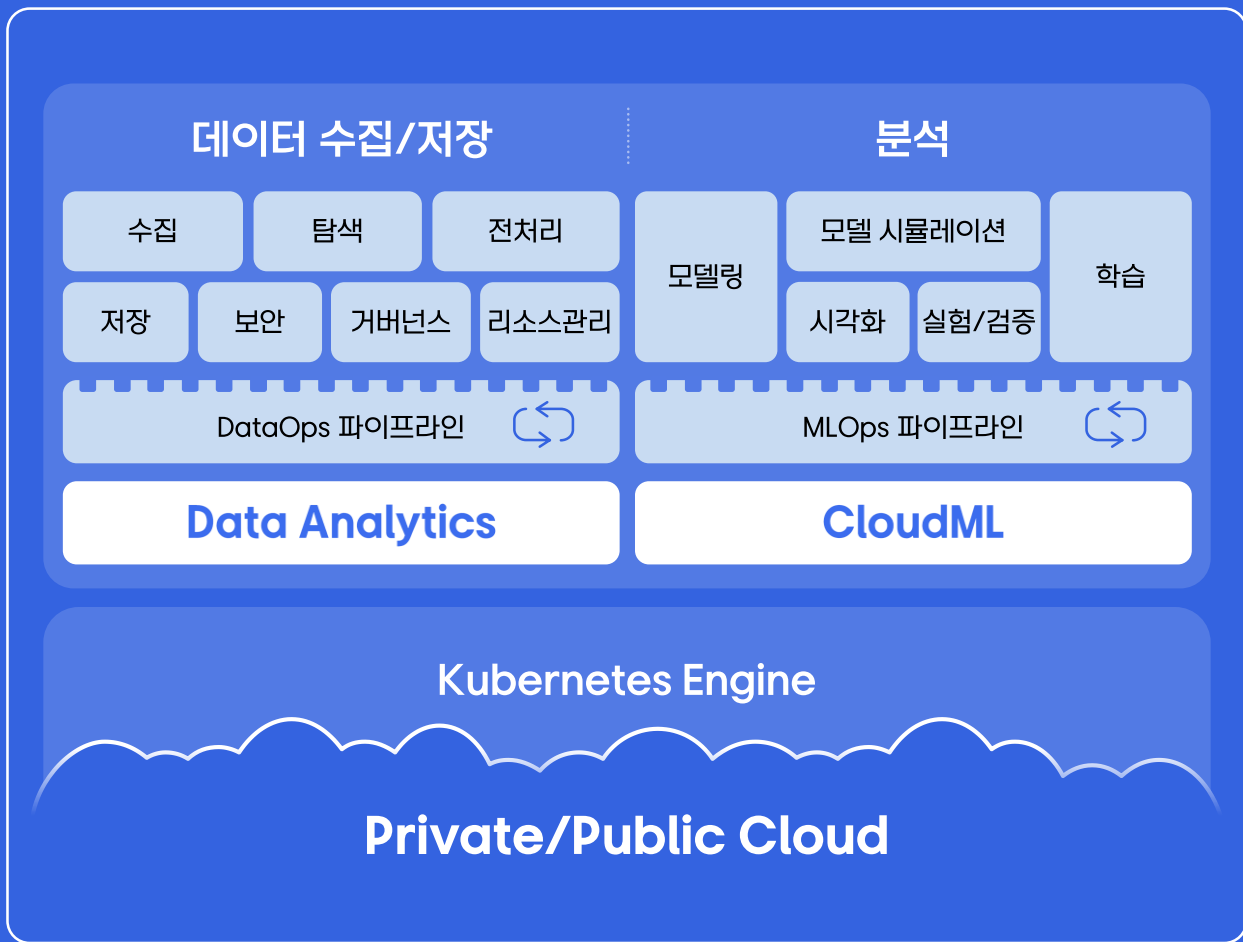 데이터 수집/저장
분석
수집
탐색
전처리
저장
보안
거버넌스
리소스관리
모델링
모델 시뮬레이션
시각화
실험/검증
학습
DataOps 파이프라인
MLOps 파이프라인
Data Analytics
CloudML
Kubernetes Engine
Private/Public Cloud